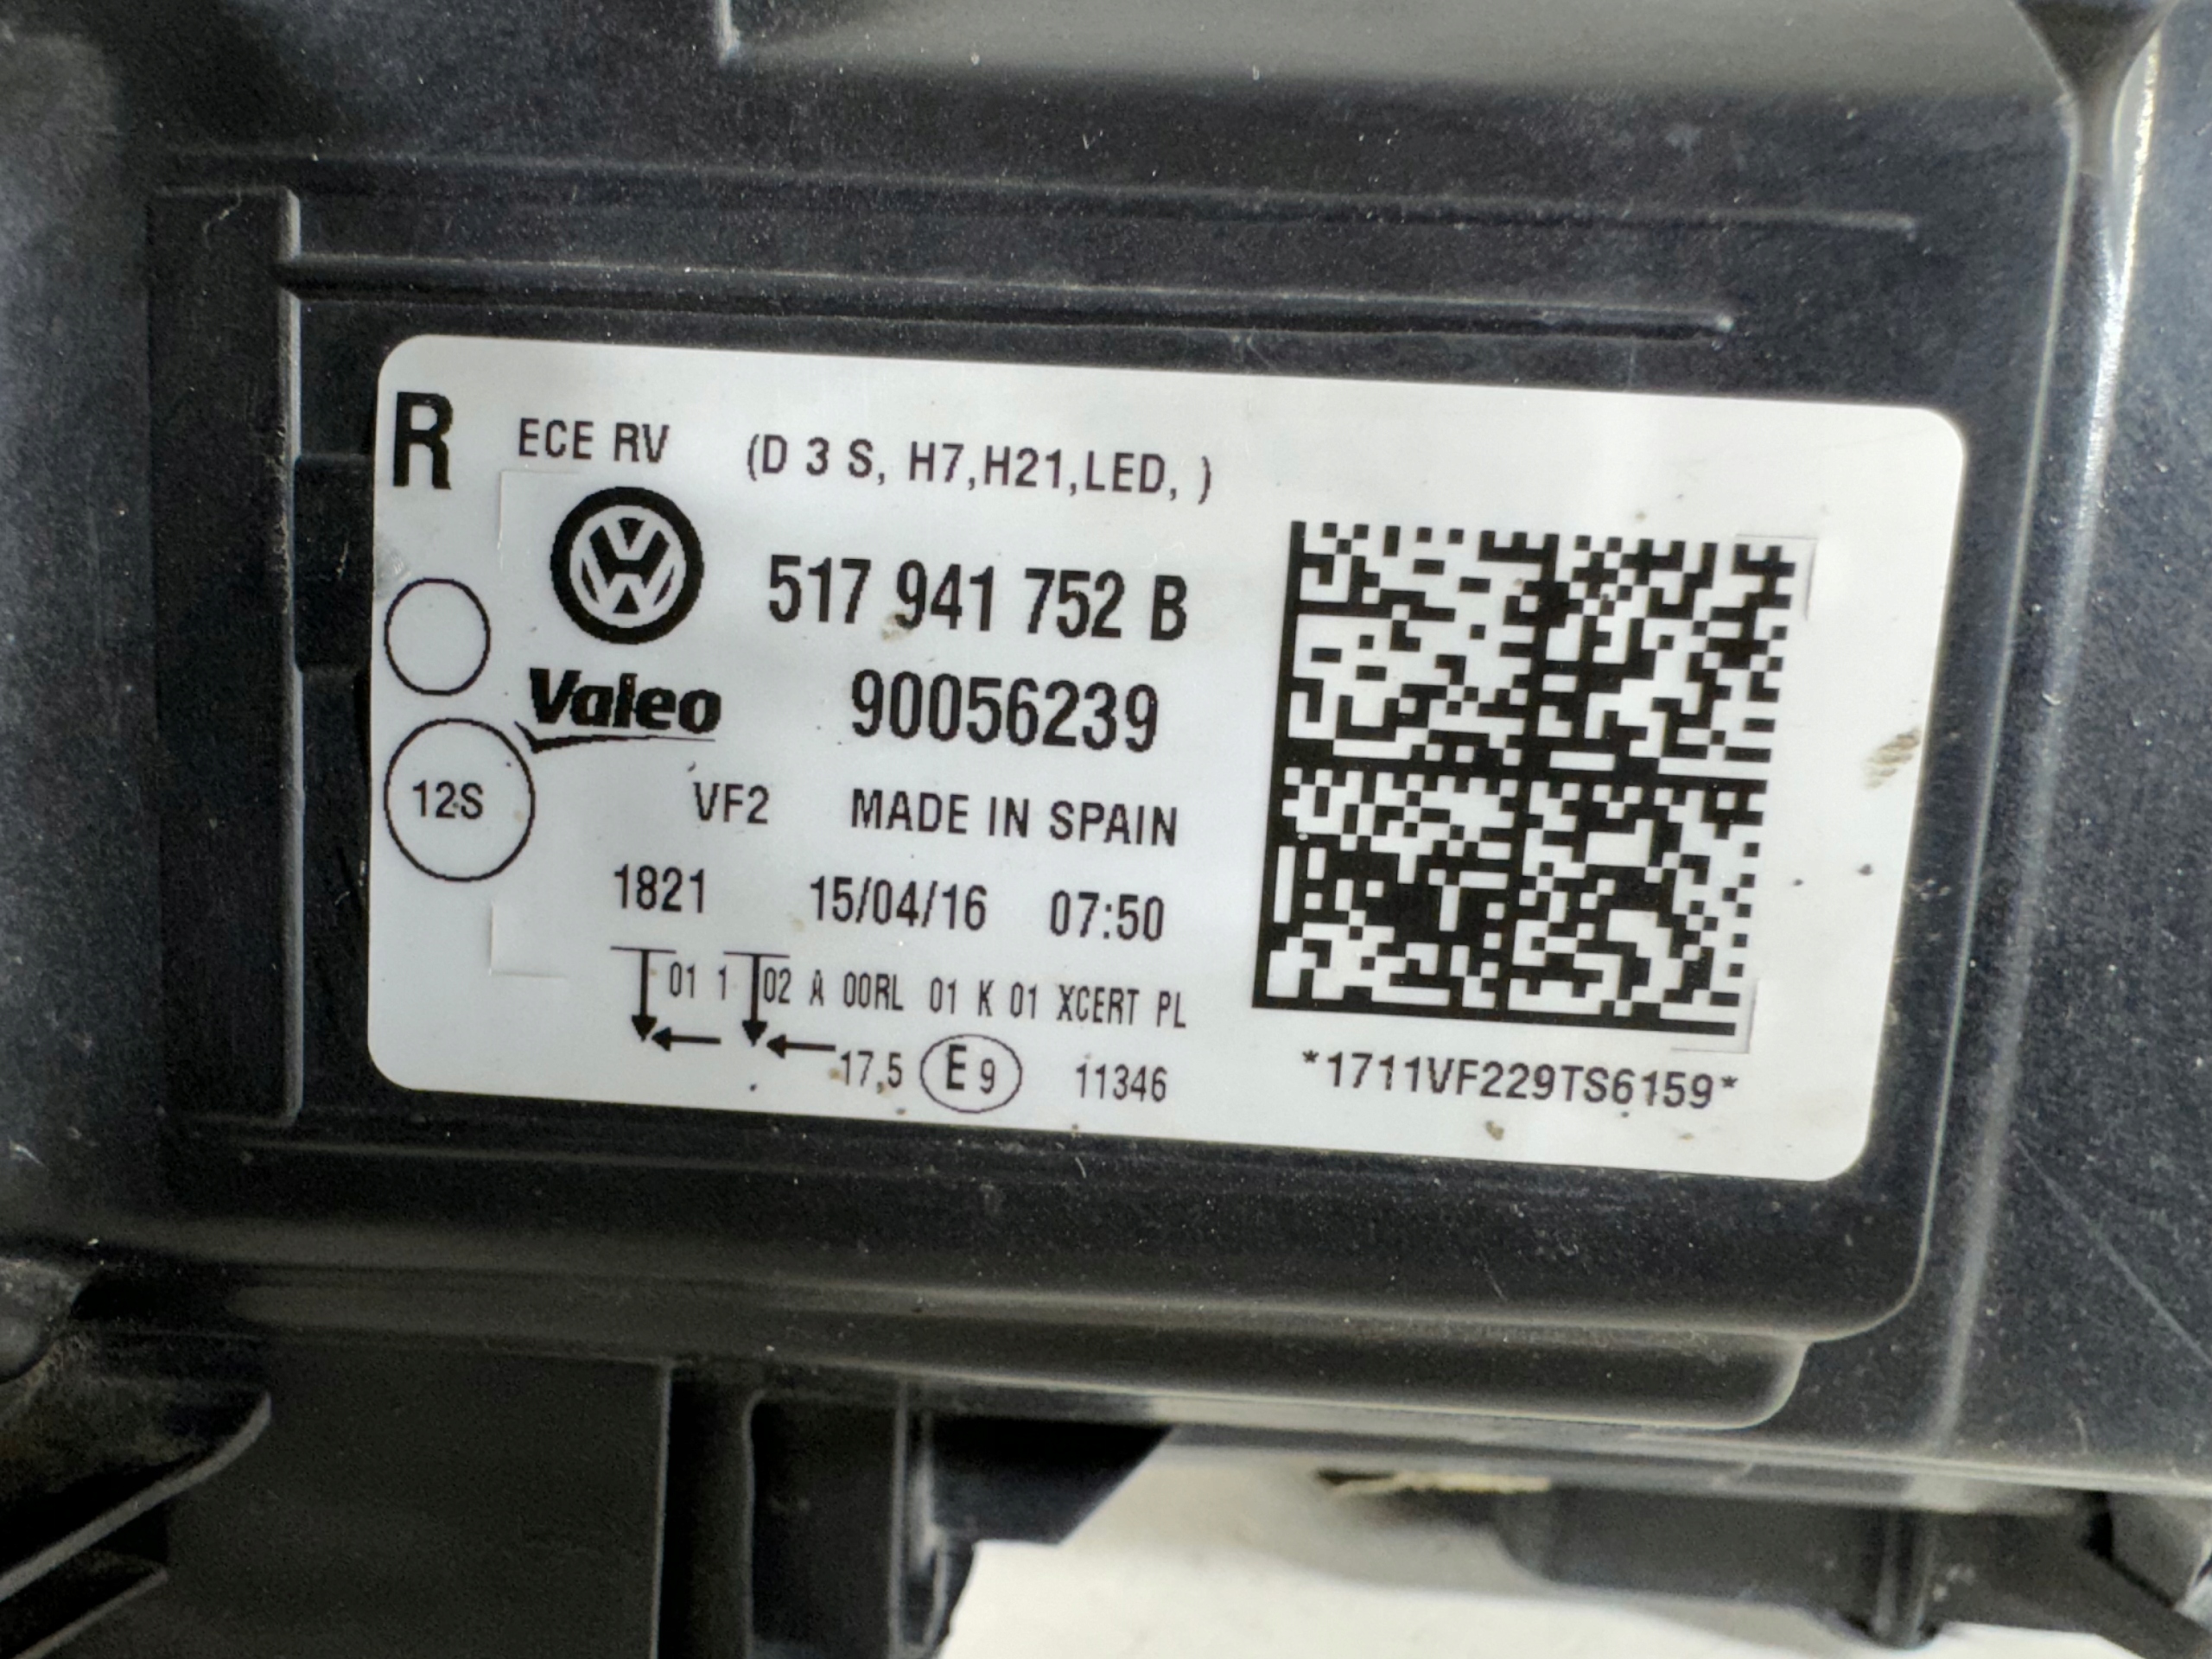 R ECE RV (D 3 S, H7,H21,LED, )
517 941 752 B
Valeo 90056239
12S VF2 MADE IN SPAIN
1821 15/04/16 07:50
01 1 02 A 00RL 01 K 01 XCERT PL
17,5 E9 11346
*1711VF229TS6159*